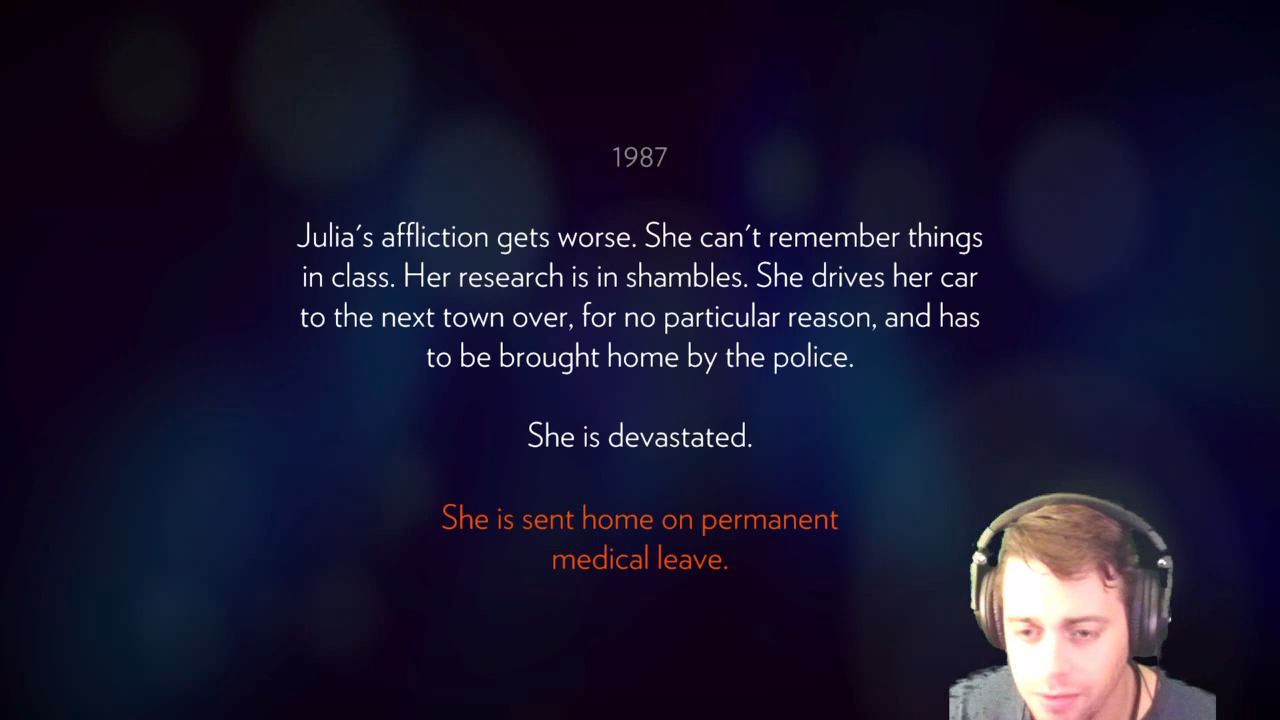 1987
Julia's affliction gets worse. She can't remember things
in class. Her research is in shambles. She drives her car
to the next town over, for no particular reason, and has
to be brought home by the police.
She is devastated.
She is sent home on permanent
medical leave.